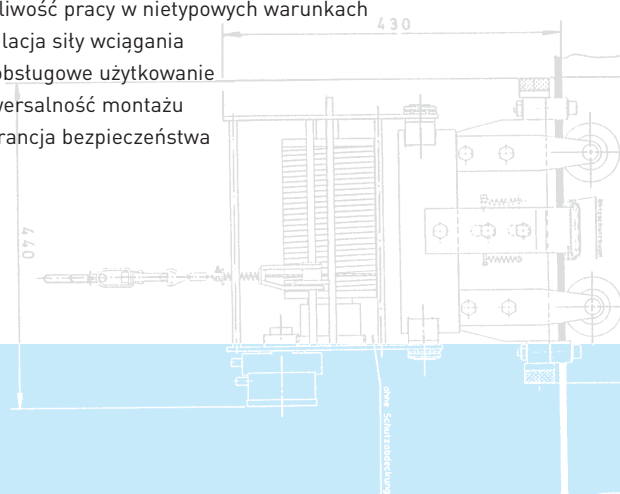 liwość pracy w nietypowych warunkach
430
lacja siły wciągania
obsługowe użytkowanie
wersalność montażu
rancja bezpieczeństwa
440
ohne Schutzabdeckung